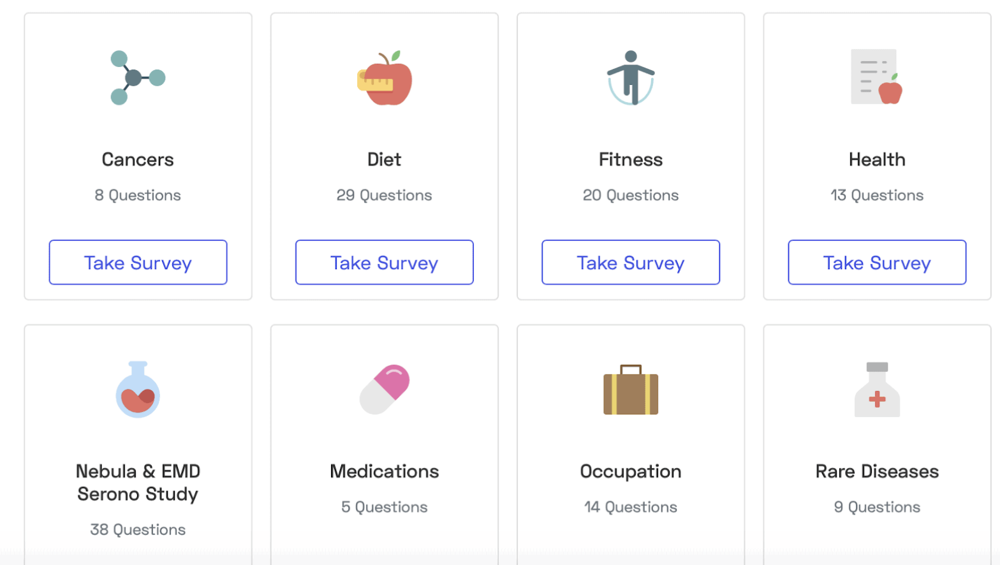 Cancers
8 Questions
Take Survey
Diet
29 Questions
Take Survey
Fitness
20 Questions
Take Survey
Health
13 Questions
Take Survey
Nebula & EMD
Serono Study
38 Questions
Medications
5 Questions
Occupation
14 Questions
Rare Diseases
9 Questions